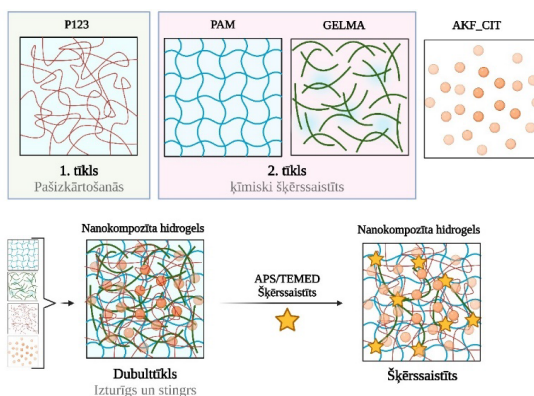 P123
PAM
GELMA
AKF_CIT
1. tīkls
Pašizkārtošanās
2. tīkls
ķīmiski šķērssaistīts
Nanokompozīta hidrogels
Dubulttīkls
Izturīgs un stingrs
APS/TEMED
Šķērssaistīts
Nanokompozīta hidrogels
Šķērssaistīts